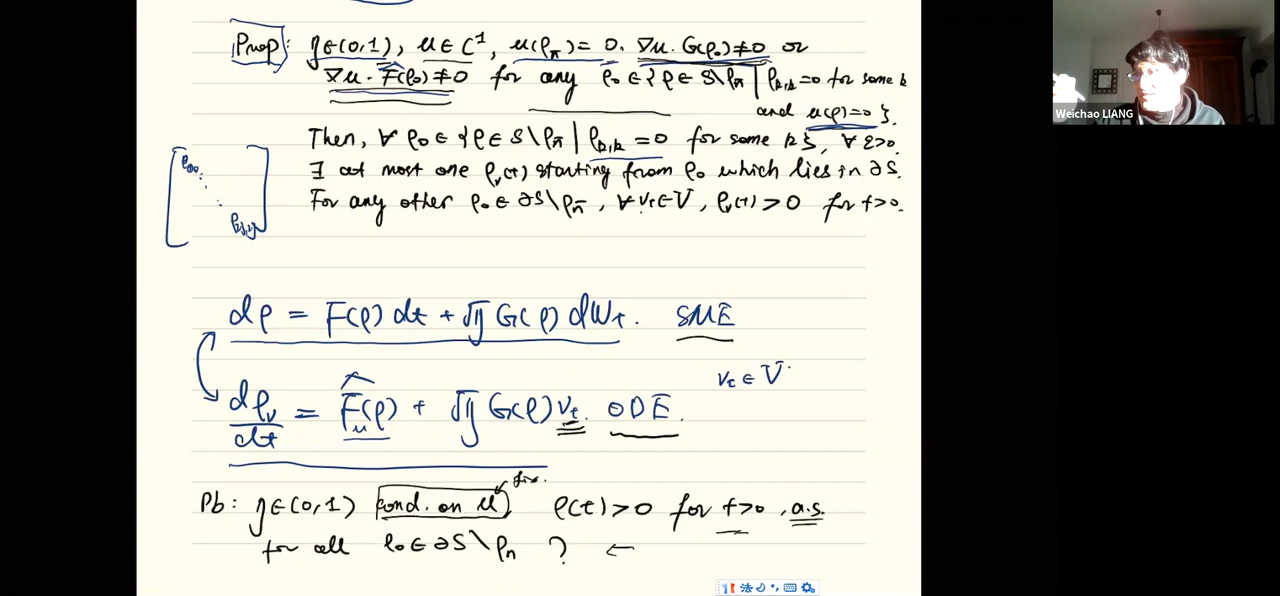 Prop: η∈(0,1), u∈C¹, u(ρ_n̄)=0. ∇u·G(ρ₀)≠0 or
∇u·F̂(ρ₀)≠0 for any ρ₀∈{ρ∈S\ρ_n̄ | ρ_{k,k}=0 for some k
and u(ρ)=0}.
Then, ∀ ρ₀∈{ρ∈S\ρ_n̄ | ρ_{k,k}=0 for some k}, ∀ ε>0.
∃ at most one ρ_v(t) starting from ρ₀ which lies in ∂S.
For any other ρ₀∈∂S\ρ_n̄, ∀ v_t∈V, ρ_v(t)>0 for t>0.
dρ = F(ρ)dt + √η G(ρ)dW_t. SME
v_t∈V.
dρ_v/dt = F̂_u(ρ) + √η G(ρ)v_t. ODE.
Pb: η∈(0,1) cond. on u, ρ(t)>0 for t>0, a.s.
for all ρ₀∈∂S\ρ_n ? ←
Weichao LIANG
法